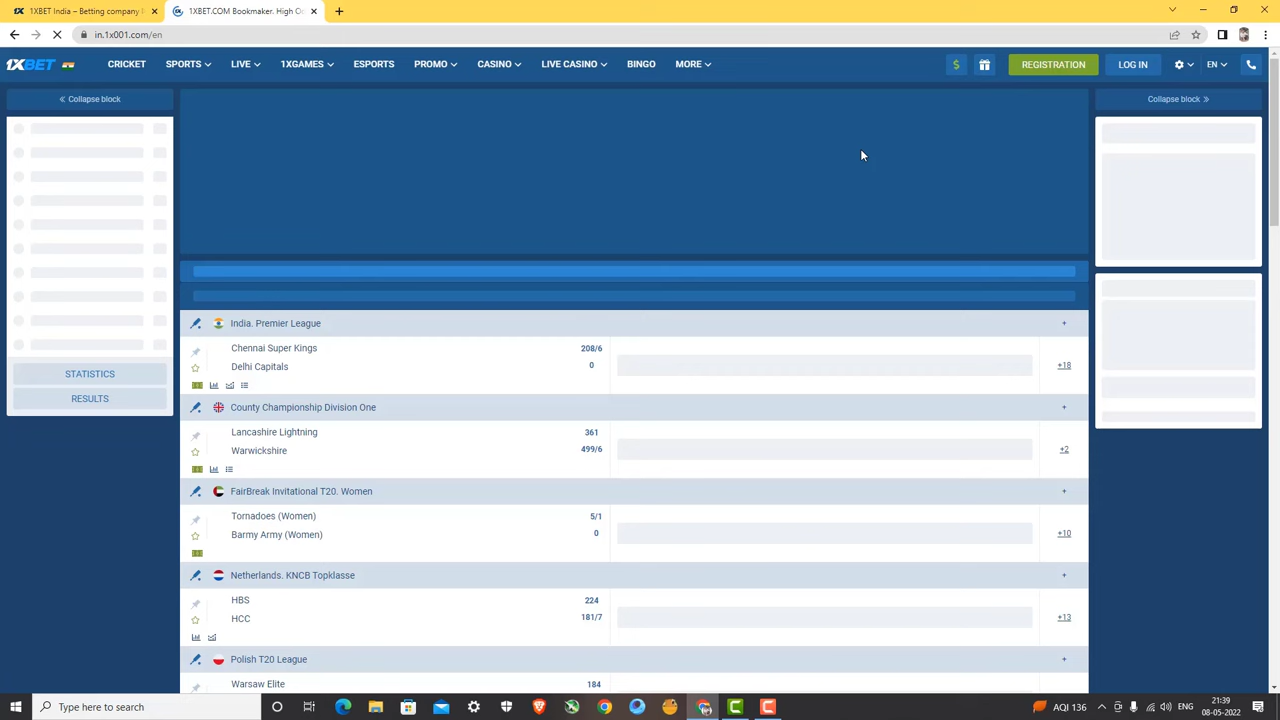 1XBET India – Betting company b
1XBET.COM Bookmaker. High Od
in.1x001.com/en
1XBET
CRICKET
SPORTS
LIVE
1XGAMES
ESPORTS
PROMO
CASINO
LIVE CASINO
BINGO
MORE
$
REGISTRATION
LOG IN
EN
Collapse block
Collapse block
STATISTICS
RESULTS
India. Premier League
+
Chennai Super Kings 208/6
Delhi Capitals 0
+18
County Championship Division One
+
Lancashire Lightning 361
Warwickshire 499/6
+2
FairBreak Invitational T20. Women
+
Tornadoes (Women) 5/1
Barmy Army (Women) 0
+10
Netherlands. KNCB Topklasse
+
HBS 224
HCC 181/7
+13
Polish T20 League
+
Warsaw Elite 184
Type here to search
AQI 136
ENG
21:39
08-05-2022